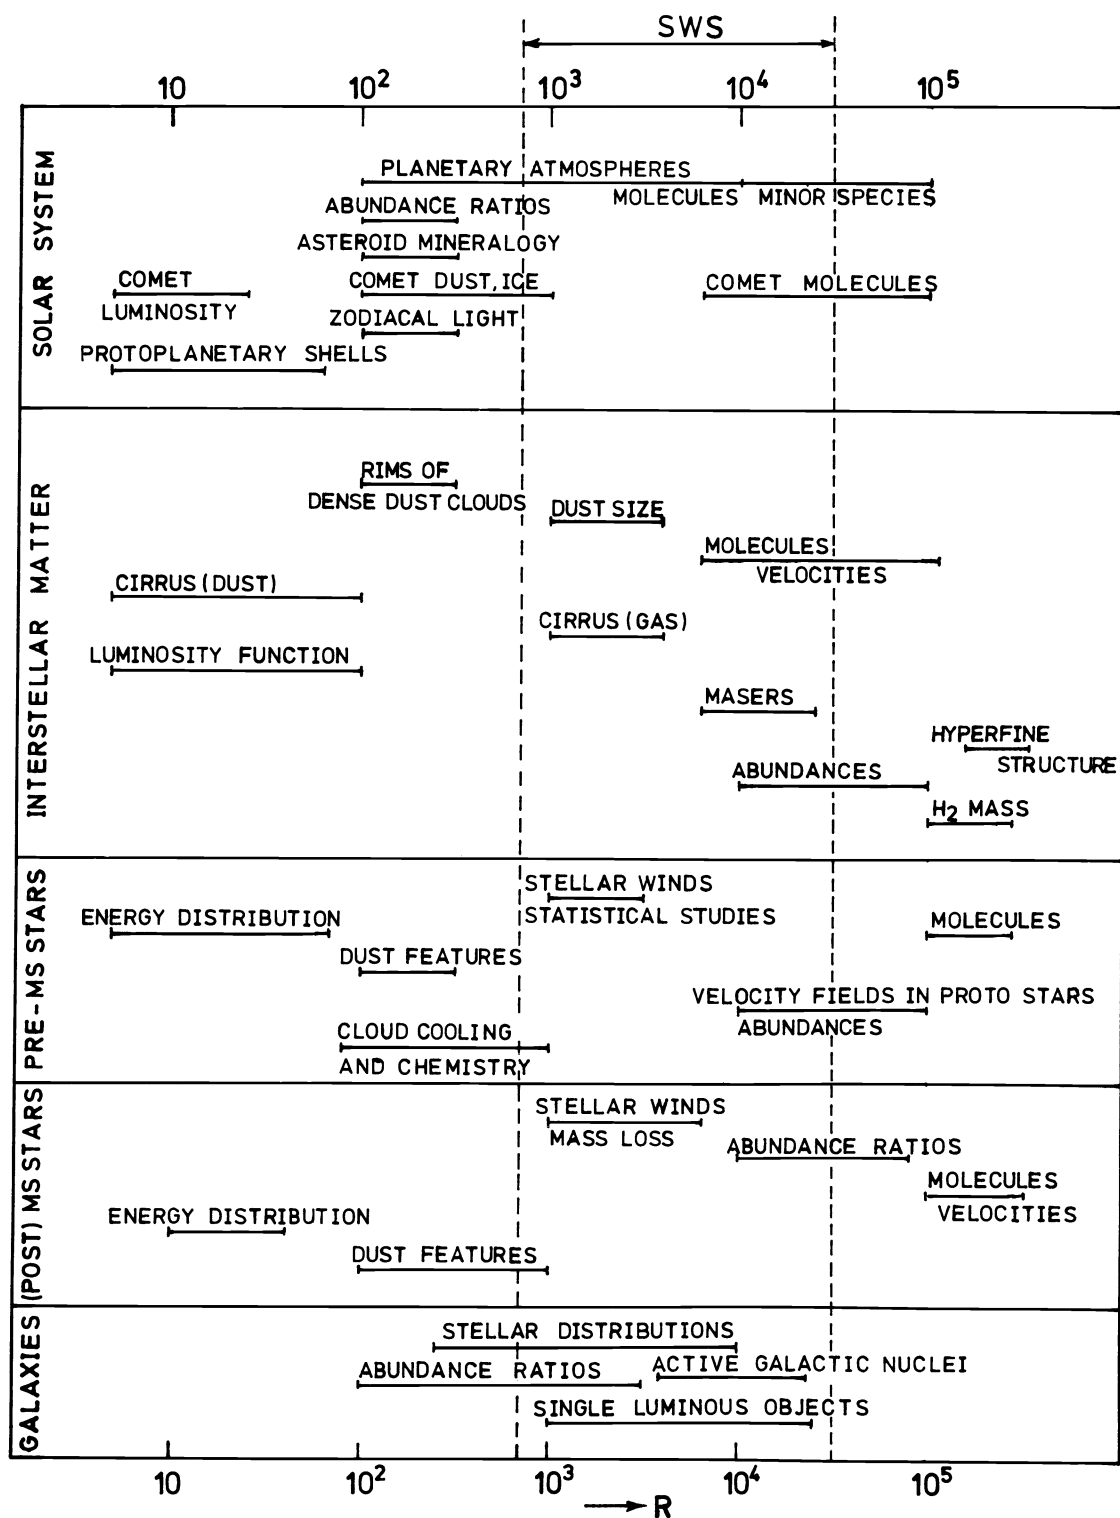 SWS
10 10² 10³ 10⁴ 10⁵
SOLAR SYSTEM
PLANETARY ATMOSPHERES
MOLECULES MINOR SPECIES
ABUNDANCE RATIOS
ASTEROID MINERALOGY
COMET
LUMINOSITY
COMET DUST, ICE
COMET MOLECULES
ZODIACAL LIGHT
PROTOPLANETARY SHELLS
INTERSTELLAR MATTER
RIMS OF
DENSE DUST CLOUDS
DUST SIZE
MOLECULES
VELOCITIES
CIRRUS (DUST)
CIRRUS (GAS)
LUMINOSITY FUNCTION
MASERS
HYPERFINE
STRUCTURE
ABUNDANCES
H₂ MASS
PRE-MS STARS
STELLAR WINDS
STATISTICAL STUDIES
ENERGY DISTRIBUTION
MOLECULES
DUST FEATURES
VELOCITY FIELDS IN PROTO STARS
ABUNDANCES
CLOUD COOLING
AND CHEMISTRY
(POST) MS STARS
STELLAR WINDS
MASS LOSS
ABUNDANCE RATIOS
MOLECULES
VELOCITIES
ENERGY DISTRIBUTION
DUST FEATURES
GALAXIES
STELLAR DISTRIBUTIONS
ABUNDANCE RATIOS
ACTIVE GALACTIC NUCLEI
SINGLE LUMINOUS OBJECTS
10 10² 10³ 10⁴ 10⁵
→ R